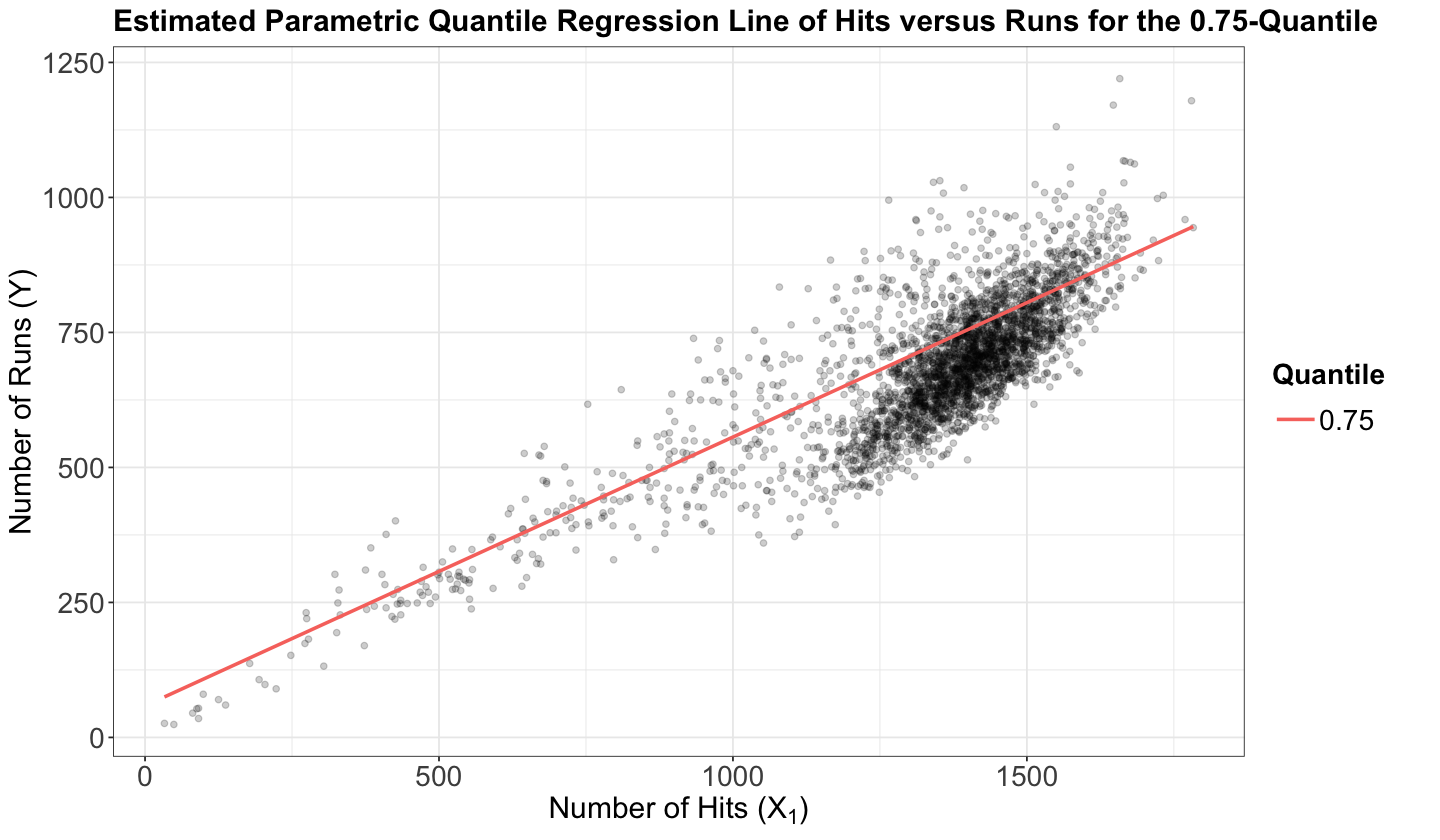 Estimated Parametric Quantile Regression Line of Hits versus Runs for the 0.75-Quantile
1250
1000
750
500
250
0
Number of Runs (Y)
0 500 1000 1500
Number of Hits (X₁)
Quantile
0.75